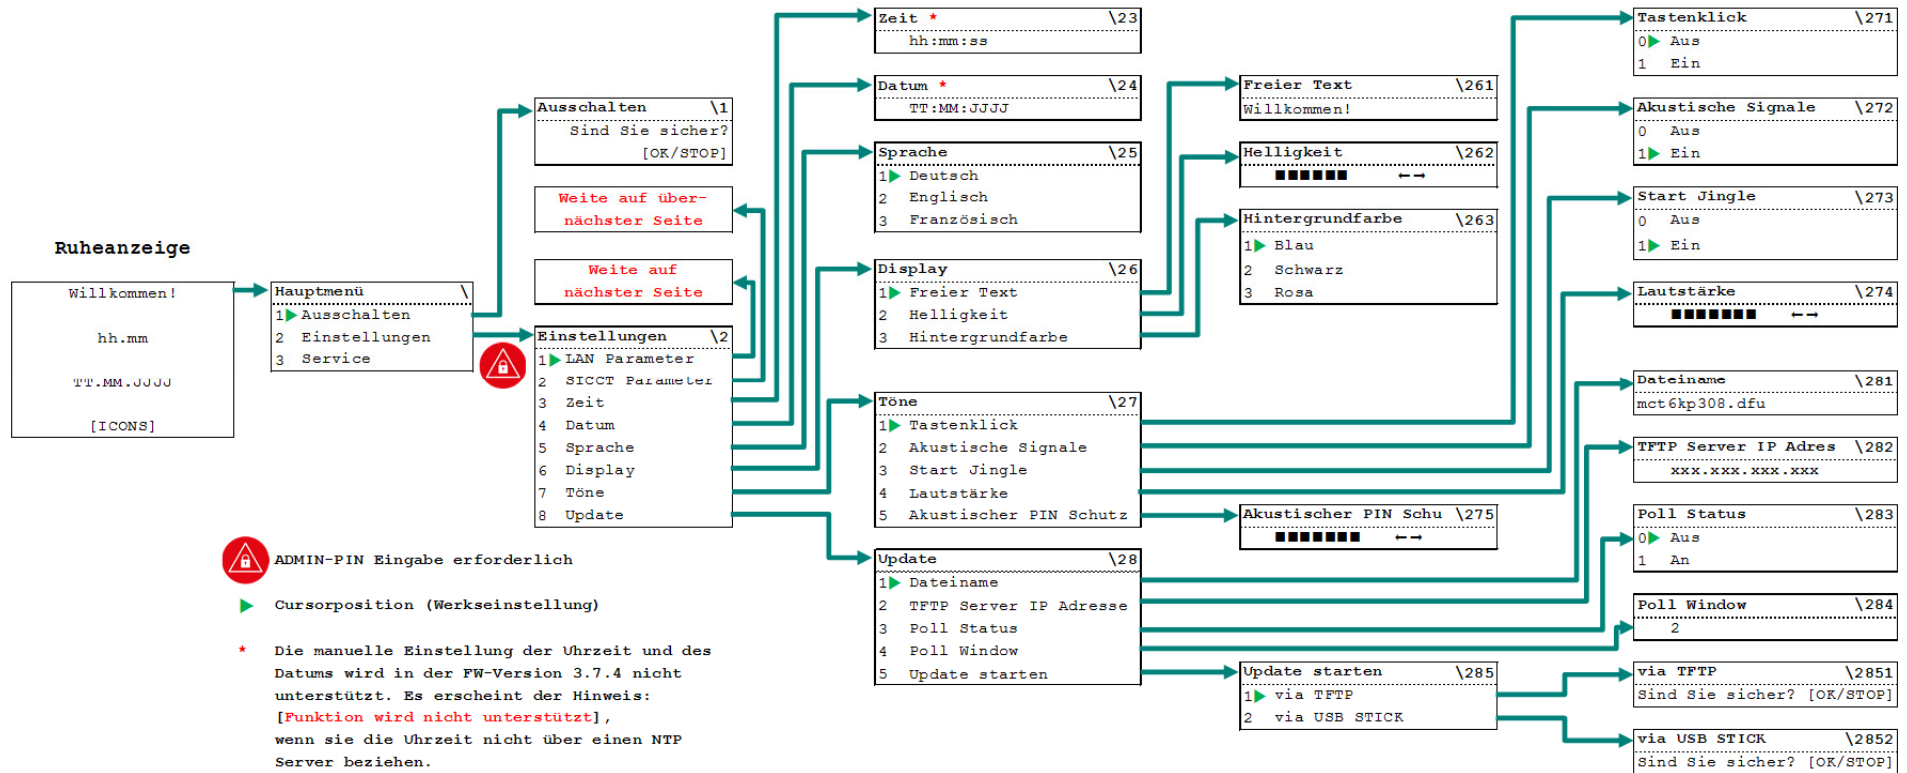 Ruheanzeige
Willkommen!
hh.mm
TT.MM.JJJJ
[ICONS]
Hauptmenü \
1 Ausschalten
2 Einstellungen
3 Service
Ausschalten \1
Sind Sie sicher?
[OK/STOP]
Weite auf über-
nächster Seite
Weite auf
nächster Seite
Einstellungen \2
1 LAN Parameter
2 SICCT Parameter
3 Zeit
4 Datum
5 Sprache
6 Display
7 Töne
8 Update
Zeit * \23
hh:mm:ss
Datum * \24
TT:MM:JJJJ
Sprache \25
1 Deutsch
2 Englisch
3 Französisch
Display \26
1 Freier Text
2 Helligkeit
3 Hintergrundfarbe
Töne \27
1 Tastenklick
2 Akustische Signale
3 Start Jingle
4 Lautstärke
5 Akustischer PIN Schutz
Update \28
1 Dateiname
2 TFTP Server IP Adresse
3 Poll Status
4 Poll Window
5 Update starten
Freier Text \261
Willkommen!
Helligkeit \262
■■■■■■ ←→
Hintergrundfarbe \263
1 Blau
2 Schwarz
3 Rosa
Akustischer PIN Schu \275
■■■■■■■ ←→
Update starten \285
1 via TFTP
2 via USB STICK
Tastenklick \271
0 Aus
1 Ein
Akustische Signale \272
0 Aus
1 Ein
Start Jingle \273
0 Aus
1 Ein
Lautstärke \274
■■■■■■■ ←→
Dateiname \281
mct6kp308.dfu
TFTP Server IP Adres \282
xxx.xxx.xxx.xxx
Poll Status \283
0 Aus
1 An
Poll Window \284
2
via TFTP \2851
Sind Sie sicher? [OK/STOP]
via USB STICK \2852
Sind Sie sicher? [OK/STOP]
ADMIN-PIN Eingabe erforderlich
Cursorposition (Werkseinstellung)
* Die manuelle Einstellung der Uhrzeit und des
Datums wird in der FW-Version 3.7.4 nicht
unterstützt. Es erscheint der Hinweis:
[Funktion wird nicht unterstützt],
wenn sie die Uhrzeit nicht über einen NTP
Server beziehen.